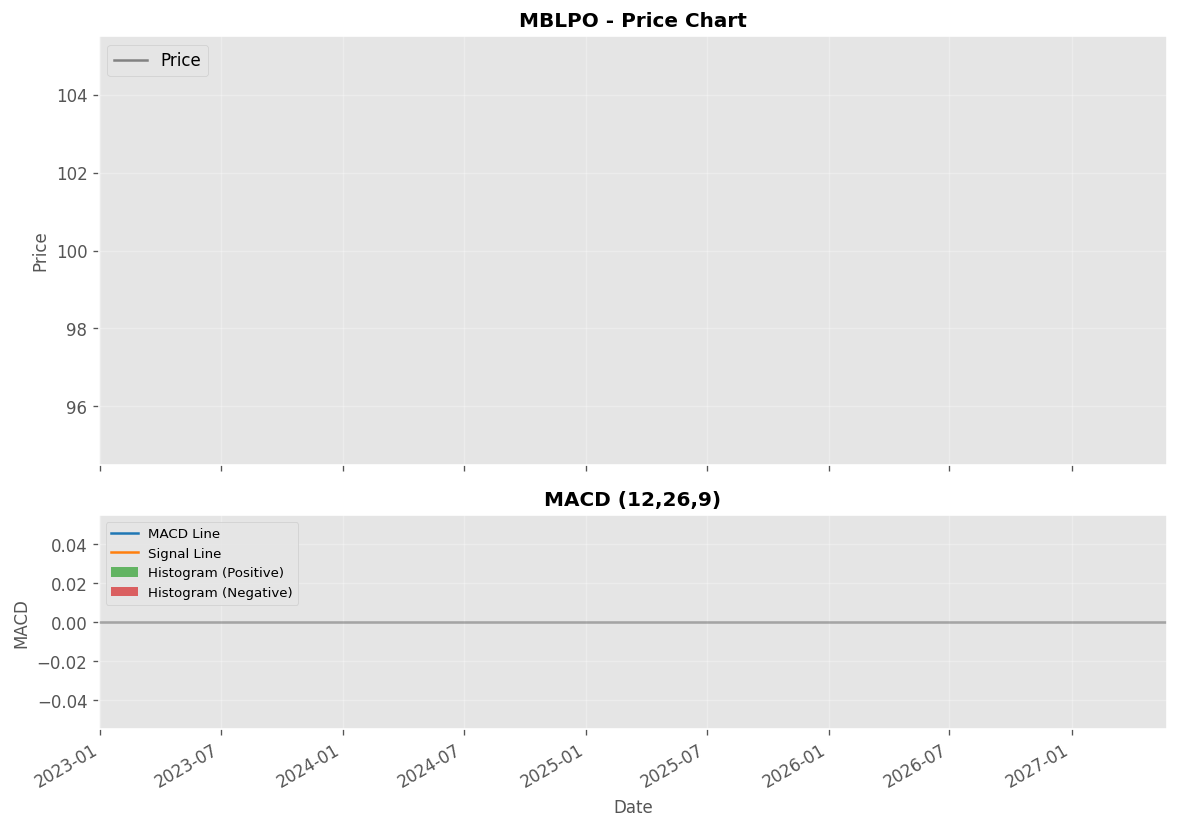 MBLPO - Price Chart
Price
104
102
100
98
96
Price
MACD (12,26,9)
MACD Line
Signal Line
Histogram (Positive)
Histogram (Negative)
0.04
0.02
0.00
−0.02
−0.04
MACD
2023-01
2023-07
2024-01
2024-07
2025-01
2025-07
2026-01
2026-07
2027-01
Date